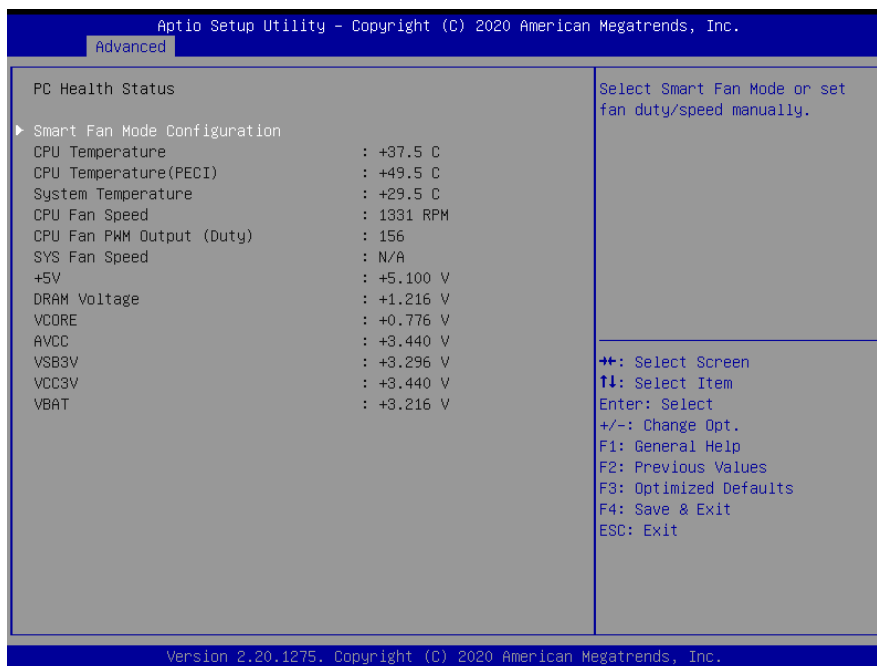 Aptio Setup Utility – Copyright (C) 2020 American Megatrends, Inc.
Advanced
PC Health Status
Smart Fan Mode Configuration
CPU Temperature : +37.5 C
CPU Temperature(PECI) : +49.5 C
System Temperature : +29.5 C
CPU Fan Speed : 1331 RPM
CPU Fan PWM Output (Duty) : 156
SYS Fan Speed : N/A
+5V : +5.100 V
DRAM Voltage : +1.216 V
VCORE : +0.776 V
AVCC : +3.440 V
VSB3V : +3.296 V
VCC3V : +3.440 V
VBAT : +3.216 V
Select Smart Fan Mode or set
fan duty/speed manually.
→←: Select Screen
↑↓: Select Item
Enter: Select
+/-: Change Opt.
F1: General Help
F2: Previous Values
F3: Optimized Defaults
F4: Save & Exit
ESC: Exit
Version 2.20.1275. Copyright (C) 2020 American Megatrends, Inc.